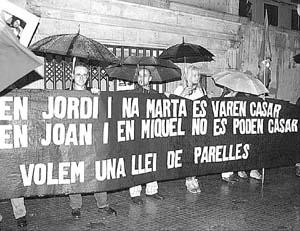 EN JORDI I NA MARTA ES VAREN CASAR
EN JOAN I EN MIQUEL NO ES PODEN CASAR
VOLEM UNA LLEI DE PARELLES